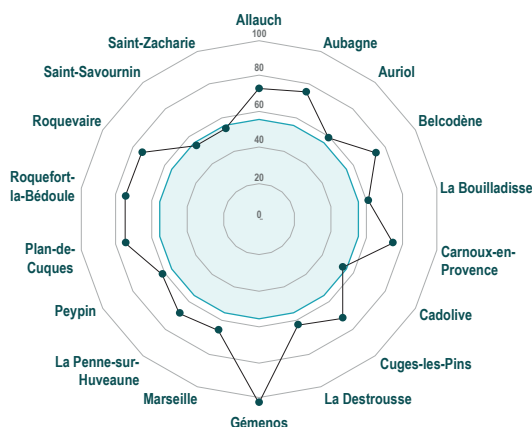 Allauch
100
Saint-Zacharie
Aubagne
80
Saint-Savournin
Auriol
60
Roquevaire
Belcodène
40
Roquefort-
la-Bédoule
La Bouilladisse
20
0
Plan-de-
Cuques
Carnoux-en-
Provence
Peypin
Cadolive
La Penne-sur-
Huveaune
Cuges-les-Pins
Marseille
La Destrousse
Gémenos